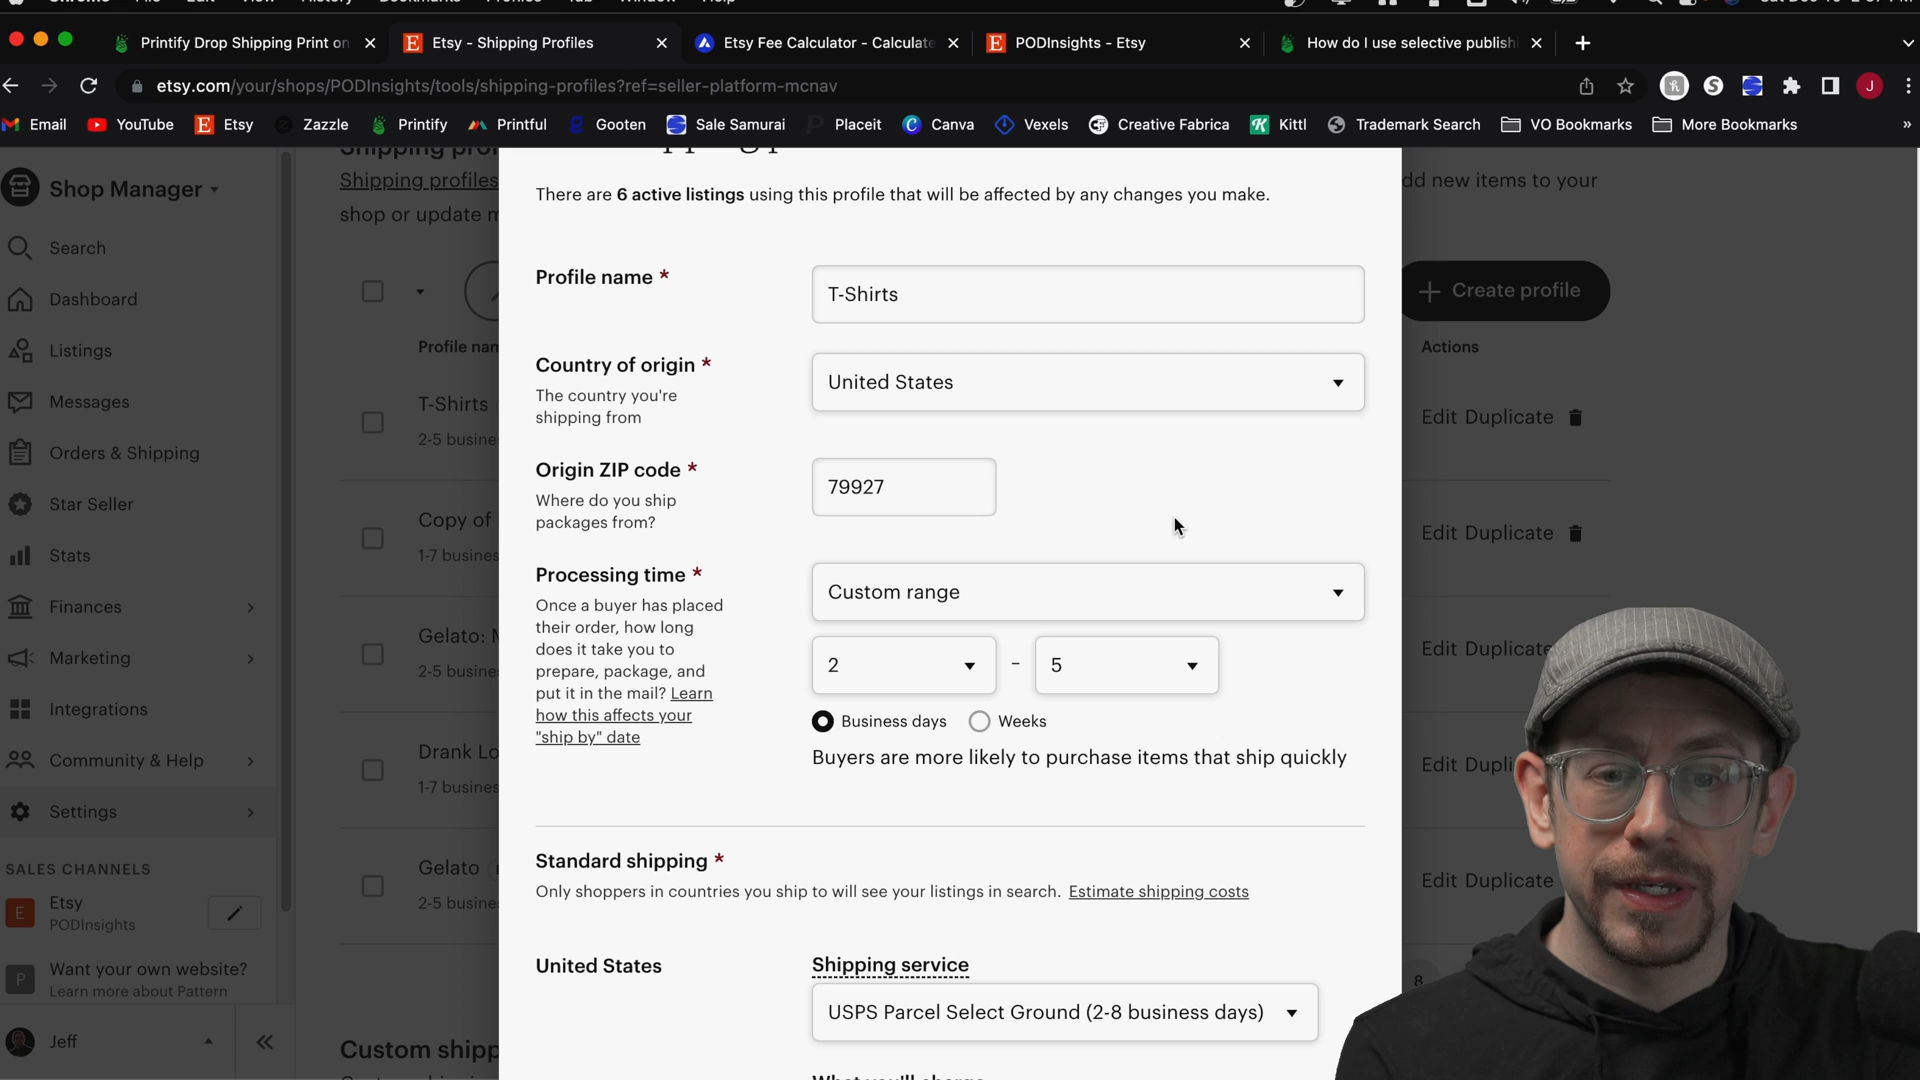 Printify Drop Shipping Print on
Etsy - Shipping Profiles
Etsy Fee Calculator - Calculate
PODInsights - Etsy
How do I use selective publish
etsy.com/your/shops/PODInsights/tools/shipping-profiles?ref=seller-platform-mcnav
J
Email
YouTube
Etsy
Zazzle
Printify
Printful
Gooten
Sale Samurai
Placeit
Canva
Vexels
Creative Fabrica
Kittl
Trademark Search
VO Bookmarks
More Bookmarks
»
Shop Manager
Search
Dashboard
Listings
Messages
Orders & Shipping
Star Seller
Stats
Finances
Marketing
Integrations
Community & Help
Settings
SALES CHANNELS
E
Etsy
PODInsights
P
Want your own website?
Learn more about Pattern
Jeff
Shipping profiles
shop or update
dd new items to your
Create profile
Profile nam
Actions
T-Shirts
2-5 busine
Edit Duplicate
Copy of
1-7 busines
Edit Duplicate
Gelato:
2-5 busine
Edit Duplicate
Drank Lo
1-7 busine
Edit Dupli
Gelato
2-5 busine
Edit Duplicate
8
Custom shipp
There are 6 active listings using this profile that will be affected by any changes you make.
Profile name *
T-Shirts
Country of origin *
The country you're
shipping from
United States
Origin ZIP code *
Where do you ship
packages from?
79927
Processing time *
Once a buyer has placed
their order, how long
does it take you to
prepare, package, and
put it in the mail? Learn
how this affects your
"ship by" date
Custom range
2 - 5
Business days
Weeks
Buyers are more likely to purchase items that ship quickly
Standard shipping *
Only shoppers in countries you ship to will see your listings in search. Estimate shipping costs
United States
Shipping service
USPS Parcel Select Ground (2-8 business days)